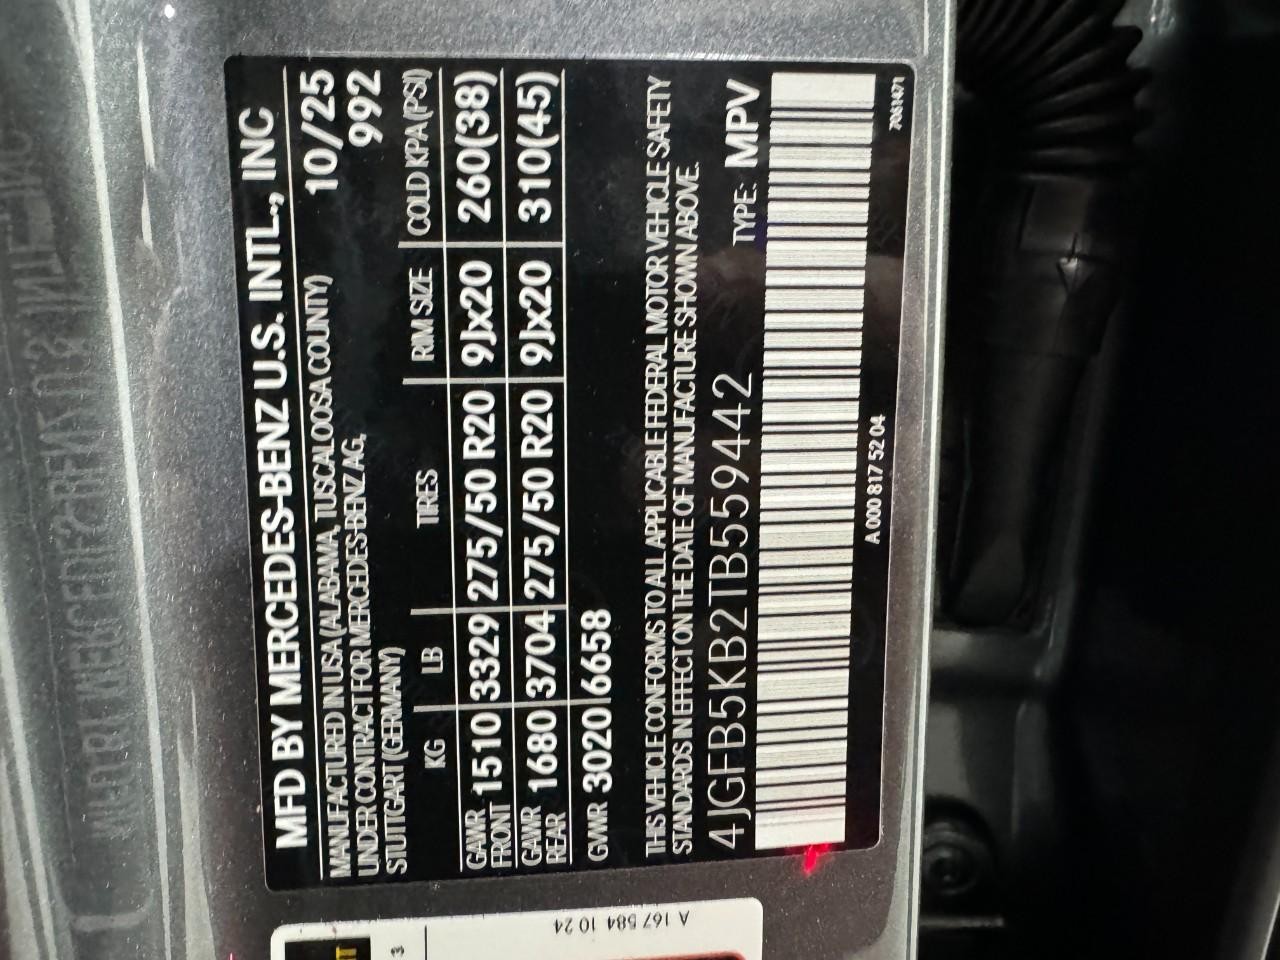 MFD BY MERCEDES-BENZ U.S. INTL., INC
MANUFACTURED IN USA (ALABAMA, TUSCALOOSA COUNTY) 10/25
UNDER CONTRACT FOR MERCEDES-BENZ AG, 992
STUTTGART (GERMANY)
KG LB TIRES RIM SIZE COLD KPA (PSI)
GAWR FRONT 1510 3329 275/50 R20 9Jx20 260(38)
GAWR REAR 1680 3704 275/50 R20 9Jx20 310(45)
GVWR 3020 6658
THIS VEHICLE CONFORMS TO ALL APPLICABLE FEDERAL MOTOR VEHICLE SAFETY
STANDARDS IN EFFECT ON THE DATE OF MANUFACTURE SHOWN ABOVE.
4JGFB5KB2TB559442 TYPE: MPV
A 000 817 52 04 7061471
A 167 584 10 24
3